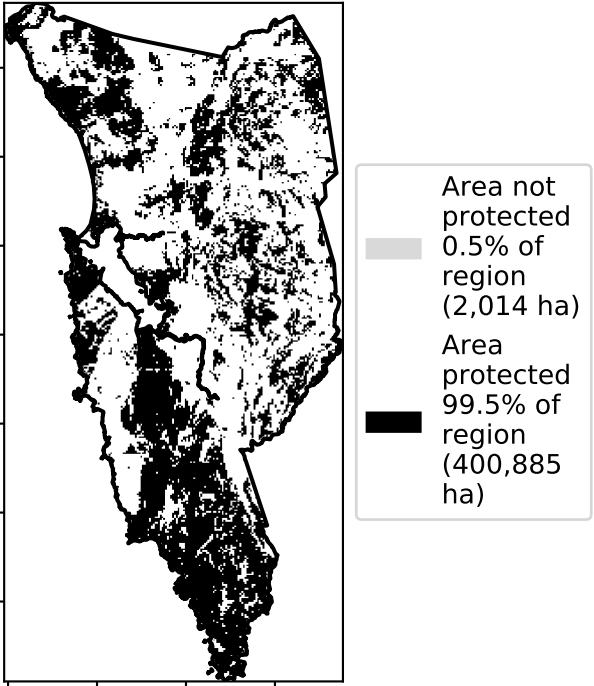 Area not
protected
0.5% of
region
(2,014 ha)
Area
protected
99.5% of
region
(400,885
ha)